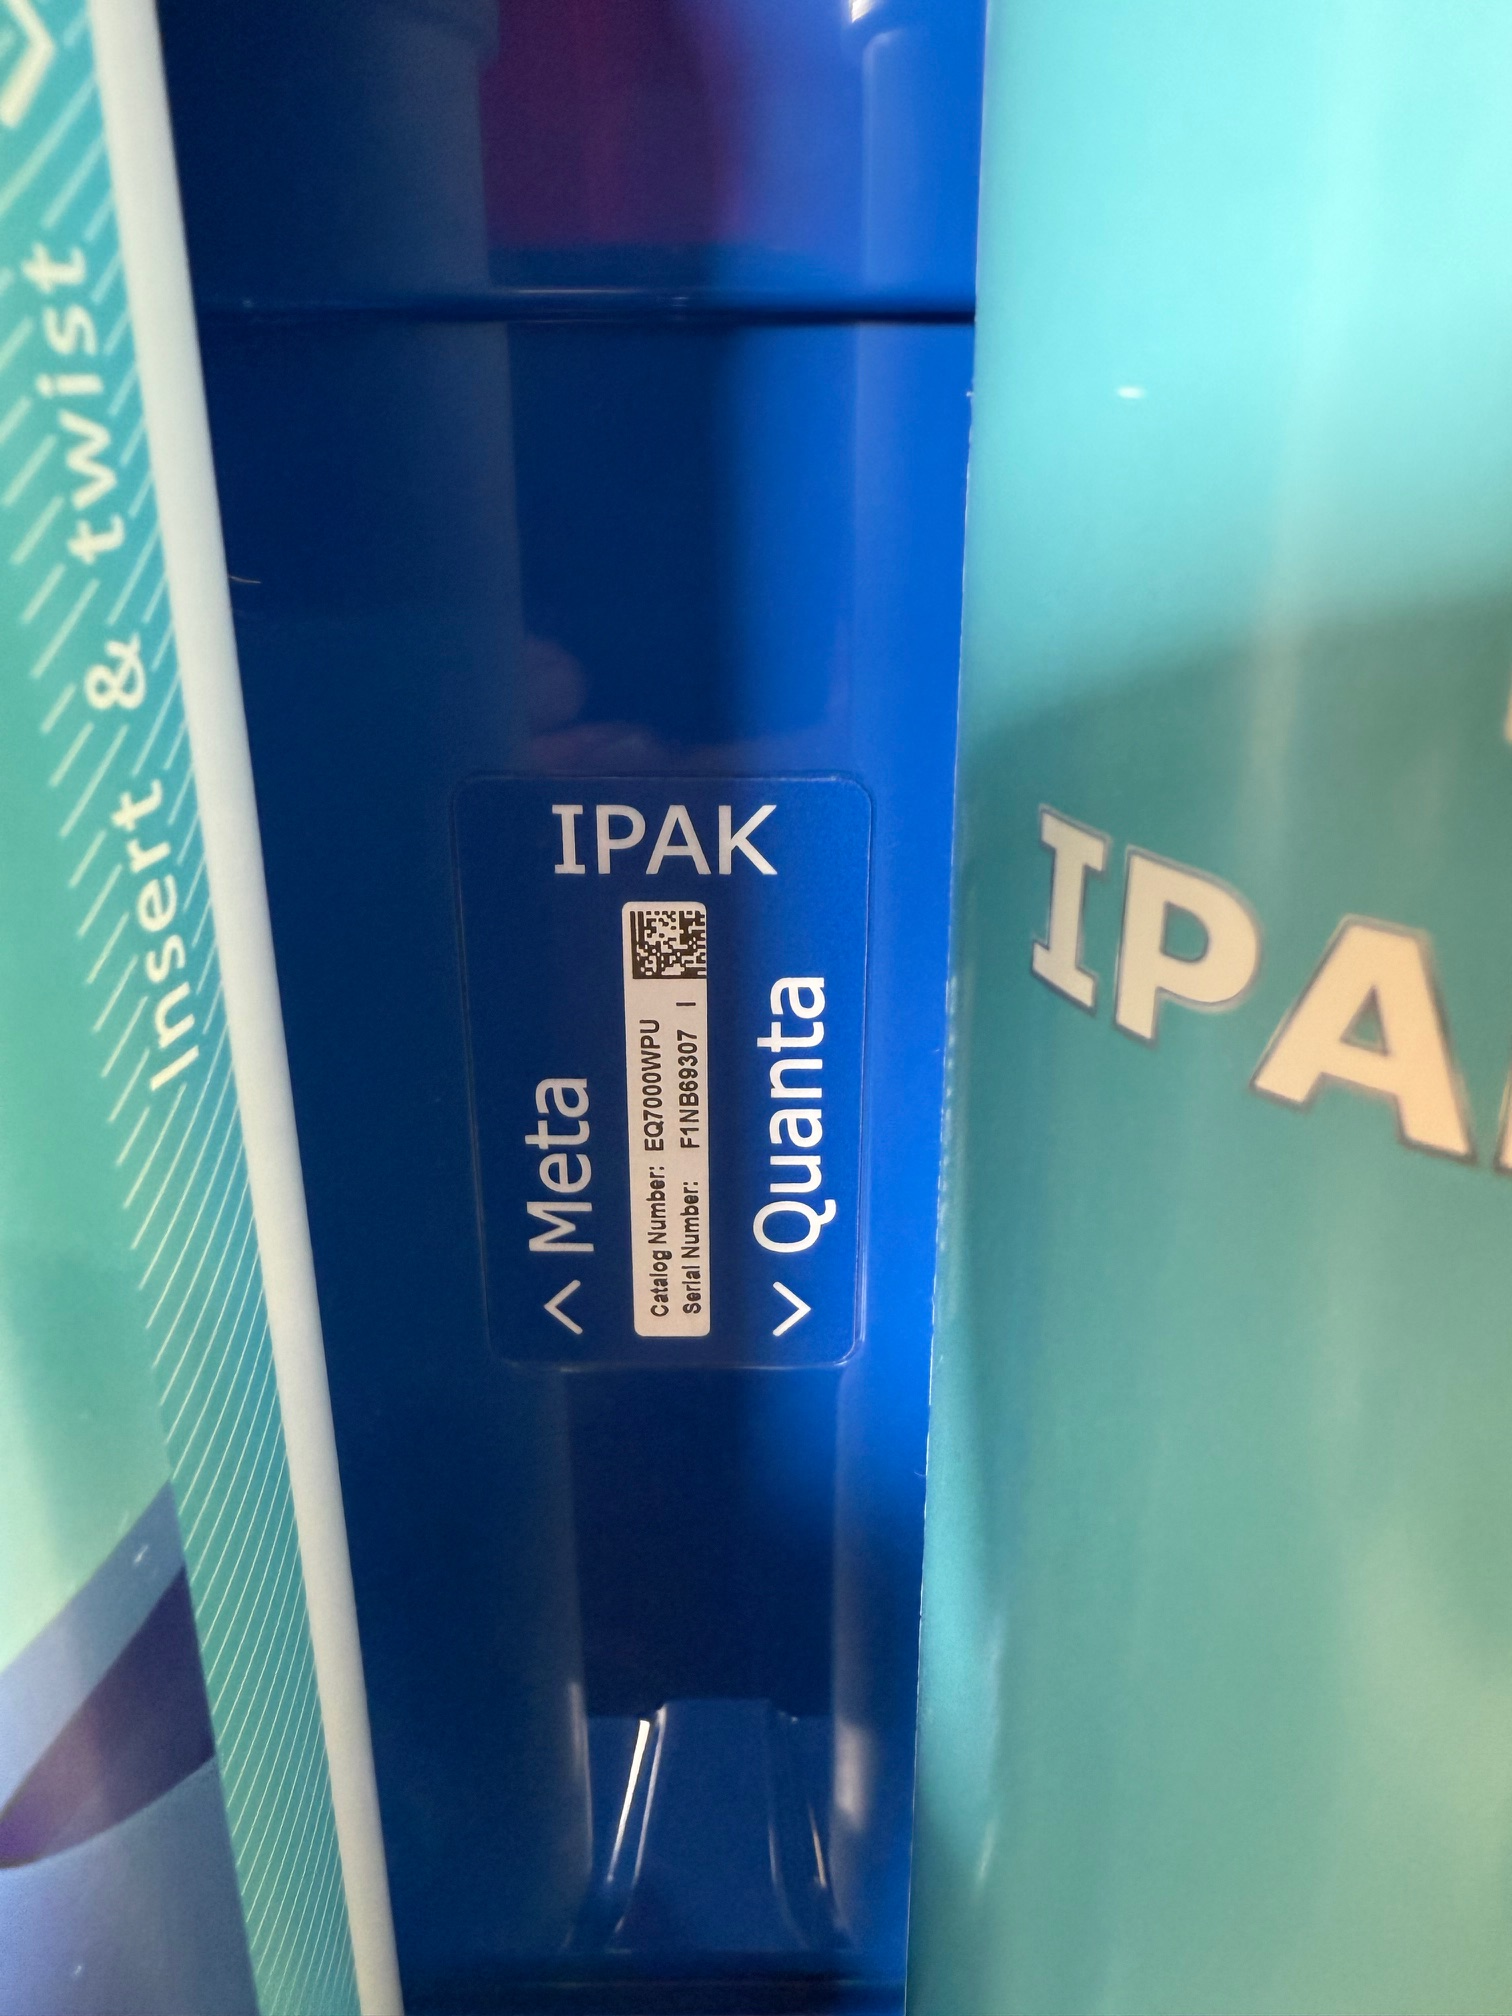 Insert & twist
IPAK
^ Meta
Catalog Number: EQ7000WPU
Serial Number: F1NB69307 I
v Quanta
IPA